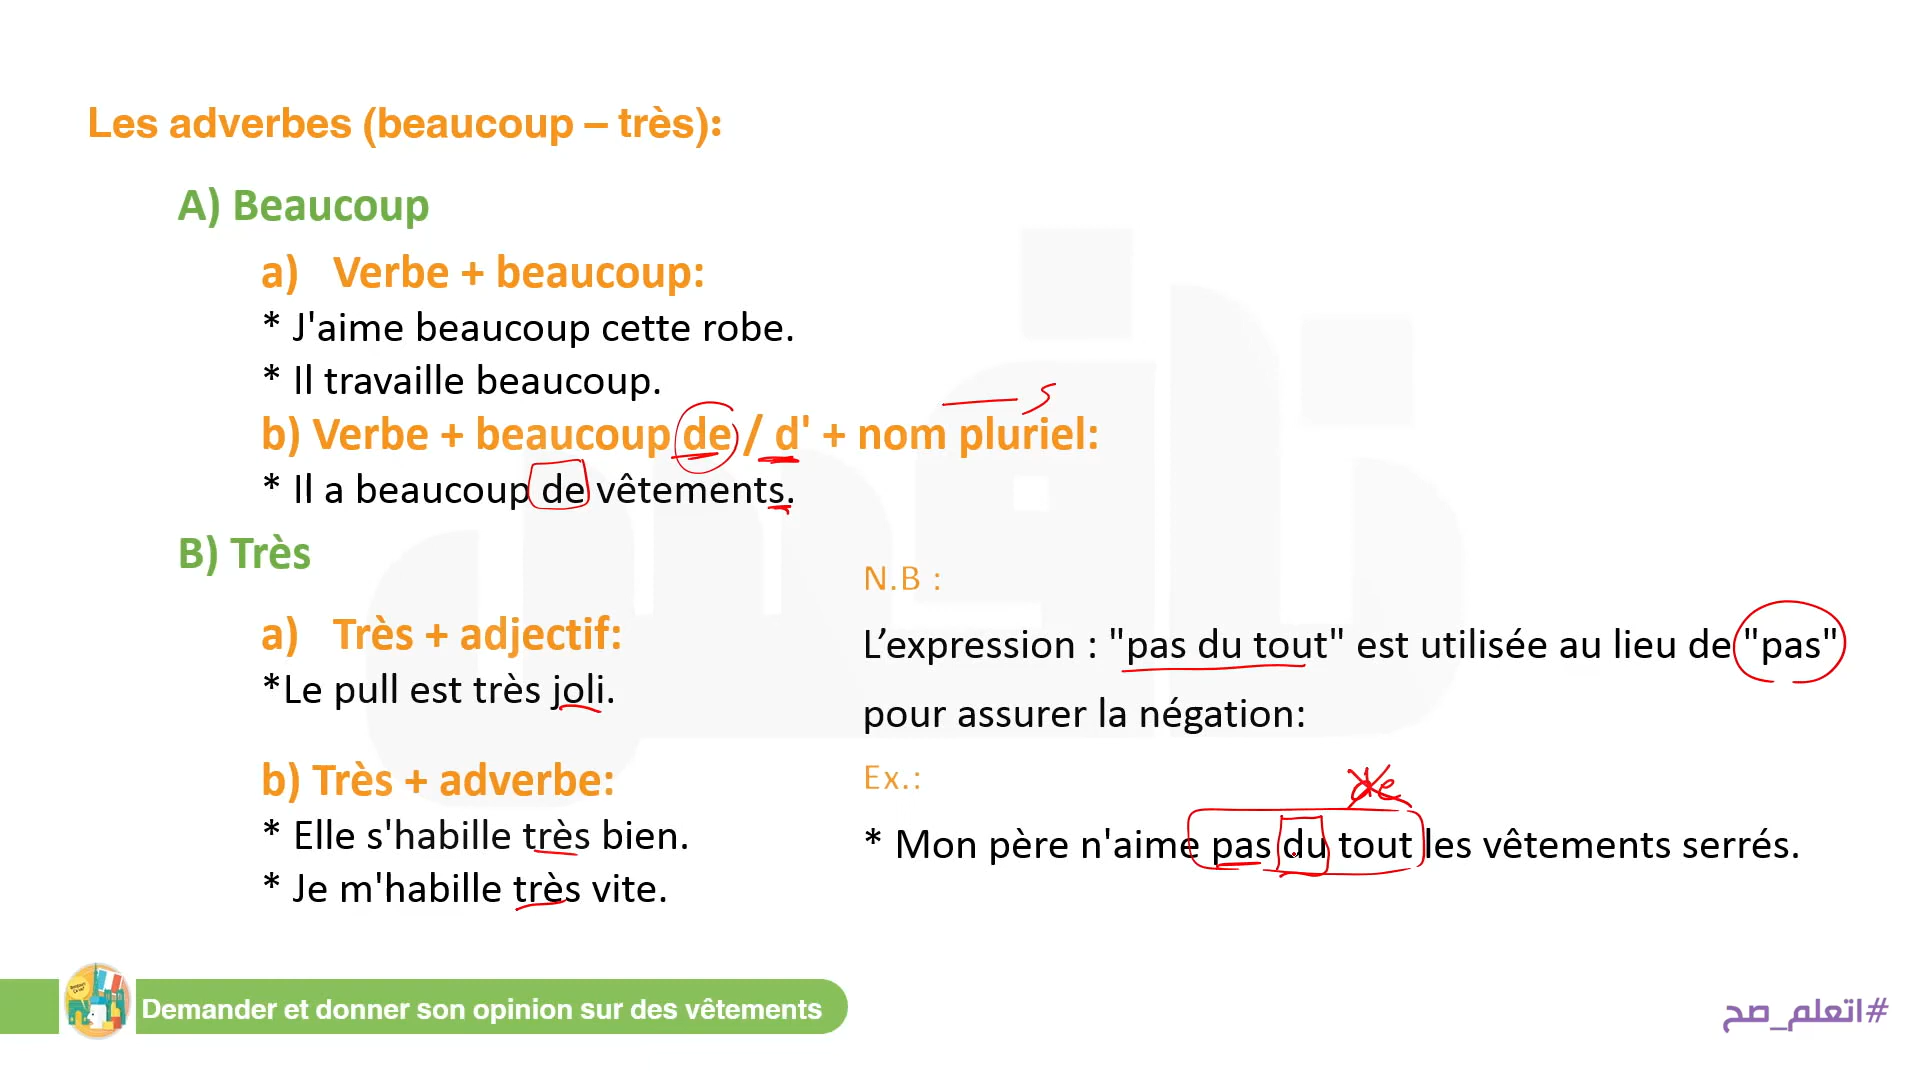 Les adverbes (beaucoup – très):
A) Beaucoup
a) Verbe + beaucoup:
* J'aime beaucoup cette robe.
* Il travaille beaucoup.
s
b) Verbe + beaucoup de / d' + nom pluriel:
* Il a beaucoup de vêtements.
B) Très
a) Très + adjectif:
*Le pull est très joli.
b) Très + adverbe:
* Elle s'habille très bien.
* Je m'habille très vite.
N.B :
L’expression : "pas du tout" est utilisée au lieu de "pas"
pour assurer la négation:
Ex.:
de
* Mon père n'aime pas du tout les vêtements serrés.
Demander et donner son opinion sur des vêtements
#اتعلم_صح